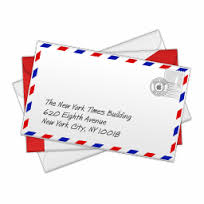 The New York Times Building
620 Eighth Avenue
New York City, NY 10018